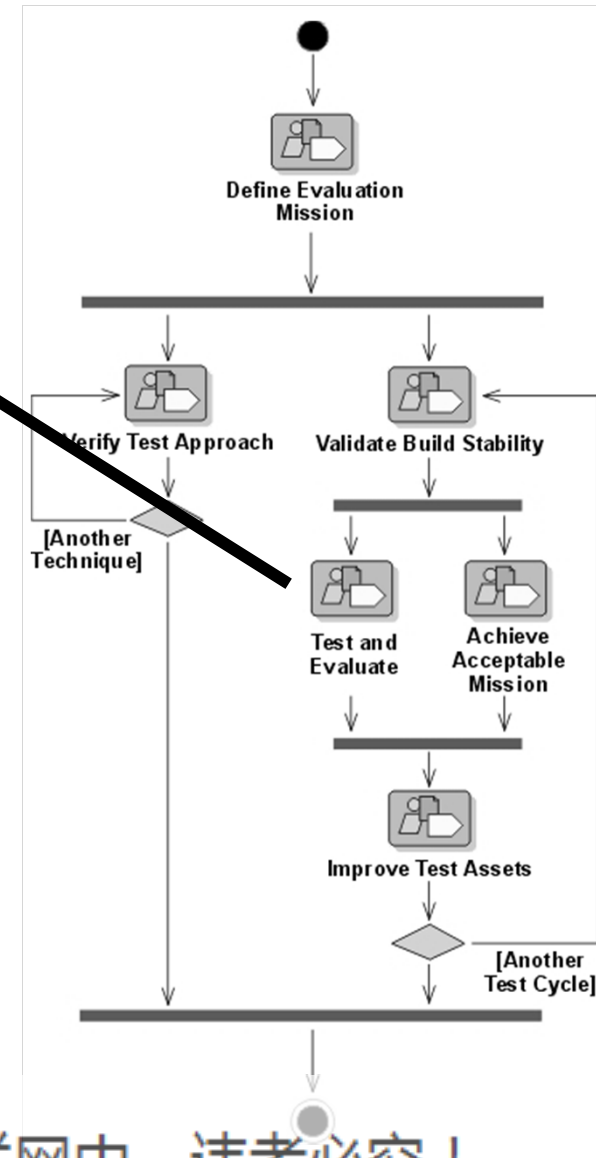 Define Evaluation
Mission
Verify Test Approach
Validate Build Stability
[Another
Technique]
Test and
Evaluate
Achieve
Acceptable
Mission
Improve Test Assets
[Another
Test Cycle]